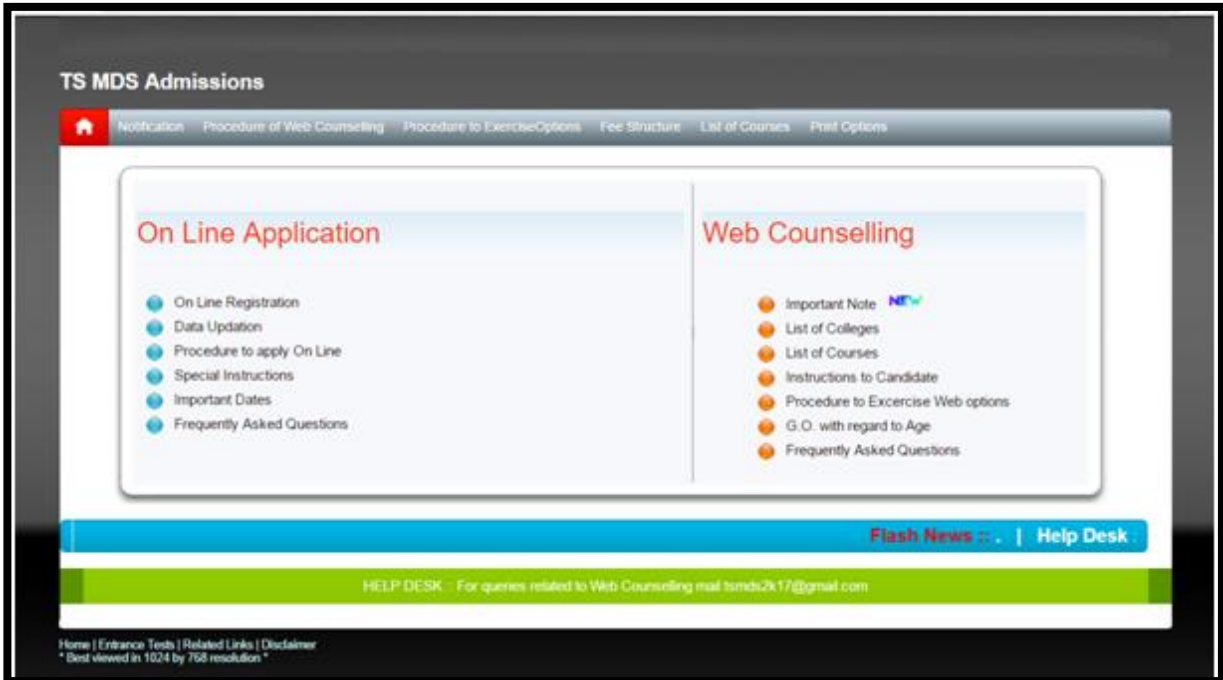 TS MDS Admissions
Notification Procedure of Web Counselling Procedure to ExerciseOptions Fee Structure List of Courses Print Options
On Line Application
On Line Registration
Data Updation
Procedure to apply On Line
Special Instructions
Important Dates
Frequently Asked Questions
Web Counselling
Important Note NEW
List of Colleges
List of Courses
Instructions to Candidate
Procedure to Excercise Web options
G.O. with regard to Age
Frequently Asked Questions
Flash News :: . | Help Desk :
HELP DESK : For queries related to Web Counselling mail tsmds2k17@gmail.com
Home | Entrance Tests | Related Links | Disclaimer
* Best viewed in 1024 by 768 resolution *